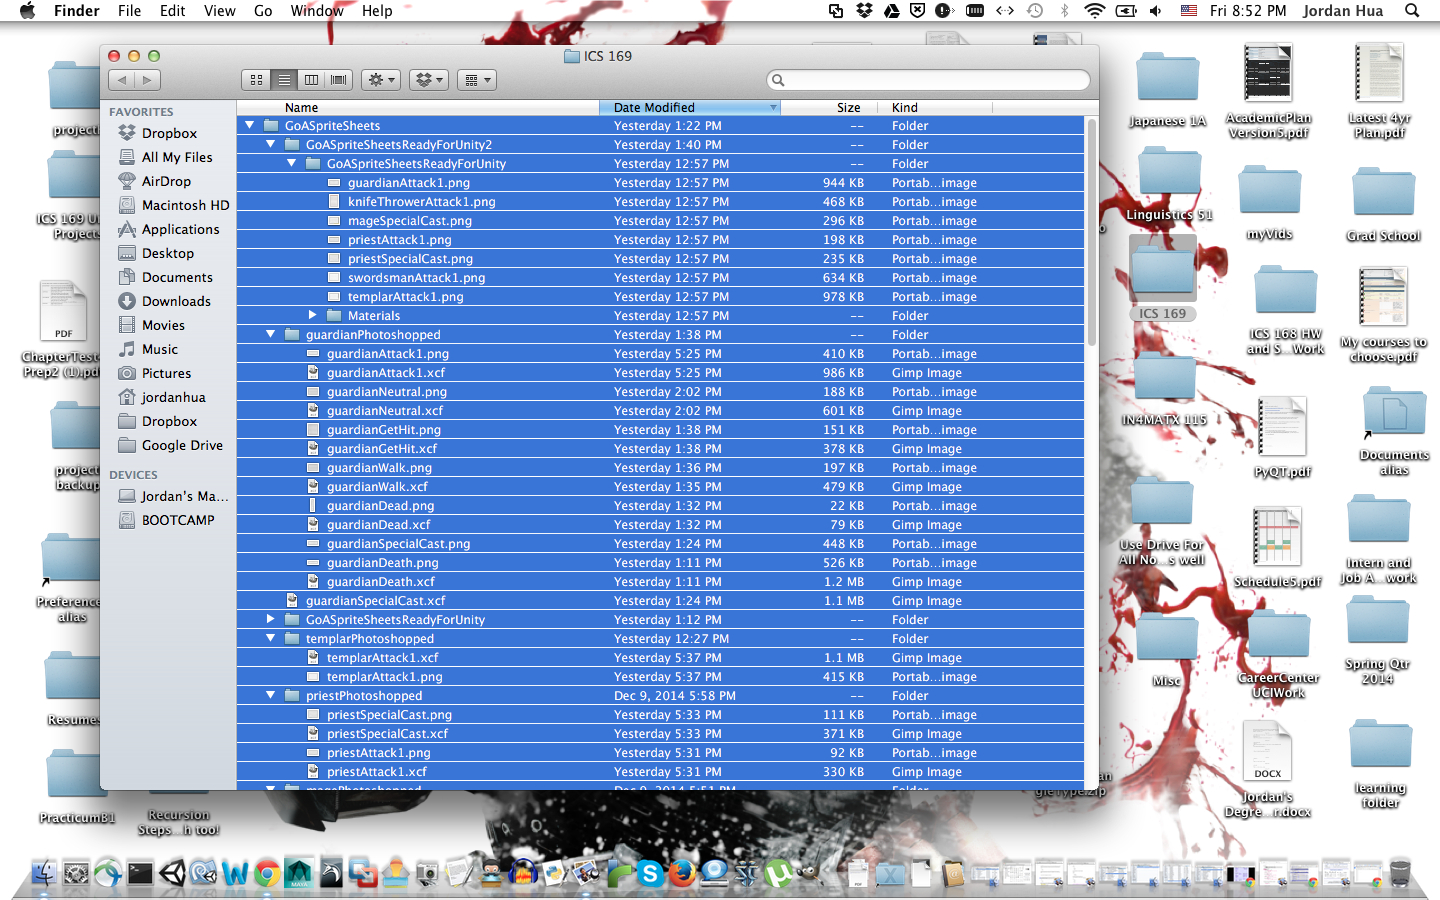 Finder File Edit View Go Window Help Fri 8:52 PM Jordan Hua
ICS 169
FAVORITES
Dropbox
All My Files
AirDrop
Macintosh HD
Applications
Desktop
Documents
Downloads
Movies
Music
Pictures
jordanhua
Dropbox
Google Drive
DEVICES
Jordan's Ma...
BOOTCAMP
Name Date Modified Size Kind
GoASpriteSheets Yesterday 1:22 PM -- Folder
GoASpriteSheetsReadyForUnity2 Yesterday 1:40 PM -- Folder
GoASpriteSheetsReadyForUnity Yesterday 12:57 PM -- Folder
guardianAttack1.png Yesterday 12:57 PM 944 KB Portab...image
knifeThrowerAttack1.png Yesterday 12:57 PM 468 KB Portab...image
mageSpecialCast.png Yesterday 12:57 PM 296 KB Portab...image
priestAttack1.png Yesterday 12:57 PM 198 KB Portab...image
priestSpecialCast.png Yesterday 12:57 PM 235 KB Portab...image
swordsmanAttack1.png Yesterday 12:57 PM 634 KB Portab...image
templarAttack1.png Yesterday 12:57 PM 978 KB Portab...image
Materials Yesterday 12:57 PM -- Folder
guardianPhotoshopped Yesterday 1:38 PM -- Folder
guardianAttack1.png Yesterday 5:25 PM 410 KB Portab...image
guardianAttack1.xcf Yesterday 5:25 PM 986 KB Gimp Image
guardianNeutral.png Yesterday 2:02 PM 188 KB Portab...image
guardianNeutral.xcf Yesterday 2:02 PM 601 KB Gimp Image
guardianGetHit.png Yesterday 1:38 PM 151 KB Portab...image
guardianGetHit.xcf Yesterday 1:38 PM 378 KB Gimp Image
guardianWalk.png Yesterday 1:36 PM 197 KB Portab...image
guardianWalk.xcf Yesterday 1:35 PM 479 KB Gimp Image
guardianDead.png Yesterday 1:32 PM 22 KB Portab...image
guardianDead.xcf Yesterday 1:32 PM 79 KB Gimp Image
guardianSpecialCast.png Yesterday 1:24 PM 448 KB Portab...image
guardianDeath.png Yesterday 1:11 PM 526 KB Portab...image
guardianDeath.xcf Yesterday 1:11 PM 1.2 MB Gimp Image
guardianSpecialCast.xcf Yesterday 1:24 PM 1.1 MB Gimp Image
GoASpriteSheetsReadyForUnity Yesterday 1:12 PM -- Folder
templarPhotoshopped Yesterday 12:27 PM -- Folder
templarAttack1.xcf Yesterday 5:37 PM 1.1 MB Gimp Image
templarAttack1.png Yesterday 5:37 PM 415 KB Portab...image
priestPhotoshopped Dec 9, 2014 5:58 PM -- Folder
priestSpecialCast.png Yesterday 5:33 PM 111 KB Portab...image
priestSpecialCast.xcf Yesterday 5:33 PM 371 KB Gimp Image
priestAttack1.png Yesterday 5:31 PM 92 KB Portab...image
priestAttack1.xcf Yesterday 5:31 PM 330 KB Gimp Image
magePhotoshopped Dec 9, 2014 5:51 PM -- Folder
project
ICS 169 U
Project
PDF
ChapterTest
Prep2 (1).pd
project
backup
Preference
alias
Resumes
PracticumB1
Recursion
Steps...h too!
Japanese 1A
AcademicPlan
Version5.pdf
Latest 4yr
Plan.pdf
Linguistics 51
myVids
Grad School
ICS 169
ICS 168 HW
and S...Work
My courses to
choose.pdf
IN4MATX 115
PyQT.pdf
Documents
alias
Use Drive For
All No...s well
Schedule5.pdf
Intern and
Job A...work
Misc
CareerCenter
UCIWork
Spring Qtr
2014
DOCX
Jordan's
Degre...r.docx
learning
folder
gleType.zip
MAYA